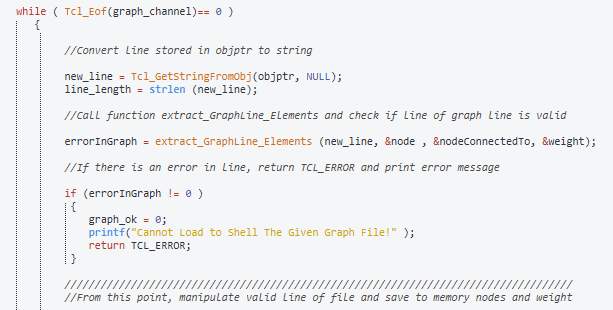 while ( Tcl_Eof(graph_channel)== 0 )
{
//Convert line stored in objptr to string
new_line = Tcl_GetStringFromObj(objptr, NULL);
line_length = strlen (new_line);
//Call function extract_GraphLine_Elements and check if line of graph line is valid
errorInGraph = extract_GraphLine_Elements (new_line, &node , &nodeConnectedTo, &weight);
//If there is an error in line, return TCL_ERROR and print error message
if (errorInGraph != 0 )
{
graph_ok = 0;
printf("Cannot Load to Shell The Given Graph File!" );
return TCL_ERROR;
}
//////////////////////////////////////////////////////////////////////////////
//From this point, manipulate valid line of file and save to memory nodes and weight